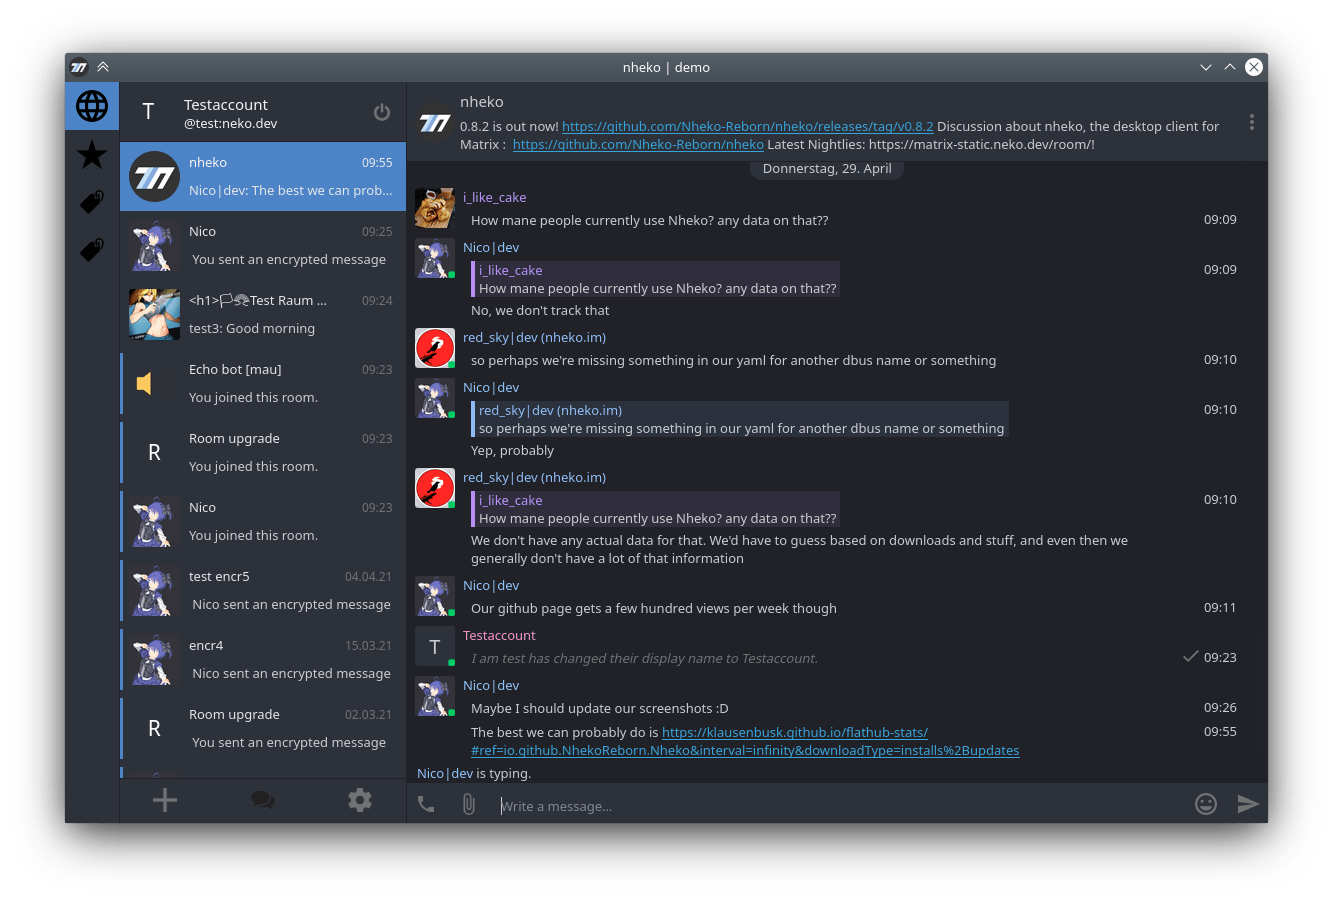 nheko | demo
T
Testaccount
@test:neko.dev
nheko
09:55
Nico|dev: The best we can prob...
Nico
09:25
You sent an encrypted message
<h1>🏳🪭Test Raum ...
09:24
test3: Good morning
Echo bot [mau]
09:23
You joined this room.
R
Room upgrade
09:23
You joined this room.
Nico
09:23
You joined this room.
test encr5
04.04.21
Nico sent an encrypted message
encr4
15.03.21
Nico sent an encrypted message
R
Room upgrade
02.03.21
You sent an encrypted message
nheko
0.8.2 is out now! https://github.com/Nheko-Reborn/nheko/releases/tag/v0.8.2 Discussion about nheko, the desktop client for
Matrix : https://github.com/Nheko-Reborn/nheko Latest Nightlies: https://matrix-static.neko.dev/room/!
Donnerstag, 29. April
i_like_cake
How mane people currently use Nheko? any data on that??
09:09
Nico|dev
i_like_cake
09:09
How mane people currently use Nheko? any data on that??
No, we don't track that
red_sky|dev (nheko.im)
so perhaps we're missing something in our yaml for another dbus name or something
09:10
Nico|dev
red_sky|dev (nheko.im)
09:10
so perhaps we're missing something in our yaml for another dbus name or something
Yep, probably
red_sky|dev (nheko.im)
i_like_cake
09:10
How mane people currently use Nheko? any data on that??
We don't have any actual data for that. We'd have to guess based on downloads and stuff, and even then we
generally don't have a lot of that information
Nico|dev
Our github page gets a few hundred views per week though
09:11
T
Testaccount
I am test has changed their display name to Testaccount.
09:23
Nico|dev
Maybe I should update our screenshots :D
09:26
The best we can probably do is https://klausenbusk.github.io/flathub-stats/
09:55
#ref=io.github.NhekoReborn.Nheko&interval=infinity&downloadType=installs%2Bupdates
Nico|dev is typing.
Write a message...